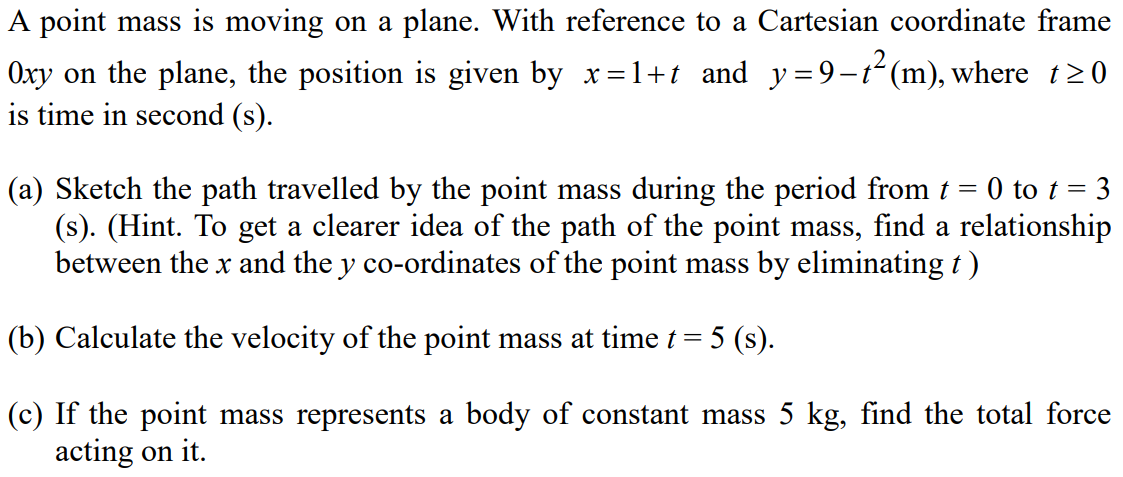 A point mass is moving on a plane. With reference to a Cartesian coordinate frame
0xy on the plane, the position is given by x = 1 + t and y = 9 − t² (m), where t ≥ 0
is time in second (s).
(a) Sketch the path travelled by the point mass during the period from t = 0 to t = 3
(s). (Hint. To get a clearer idea of the path of the point mass, find a relationship
between the x and the y co-ordinates of the point mass by eliminating t )
(b) Calculate the velocity of the point mass at time t = 5 (s).
(c) If the point mass represents a body of constant mass 5 kg, find the total force
acting on it.